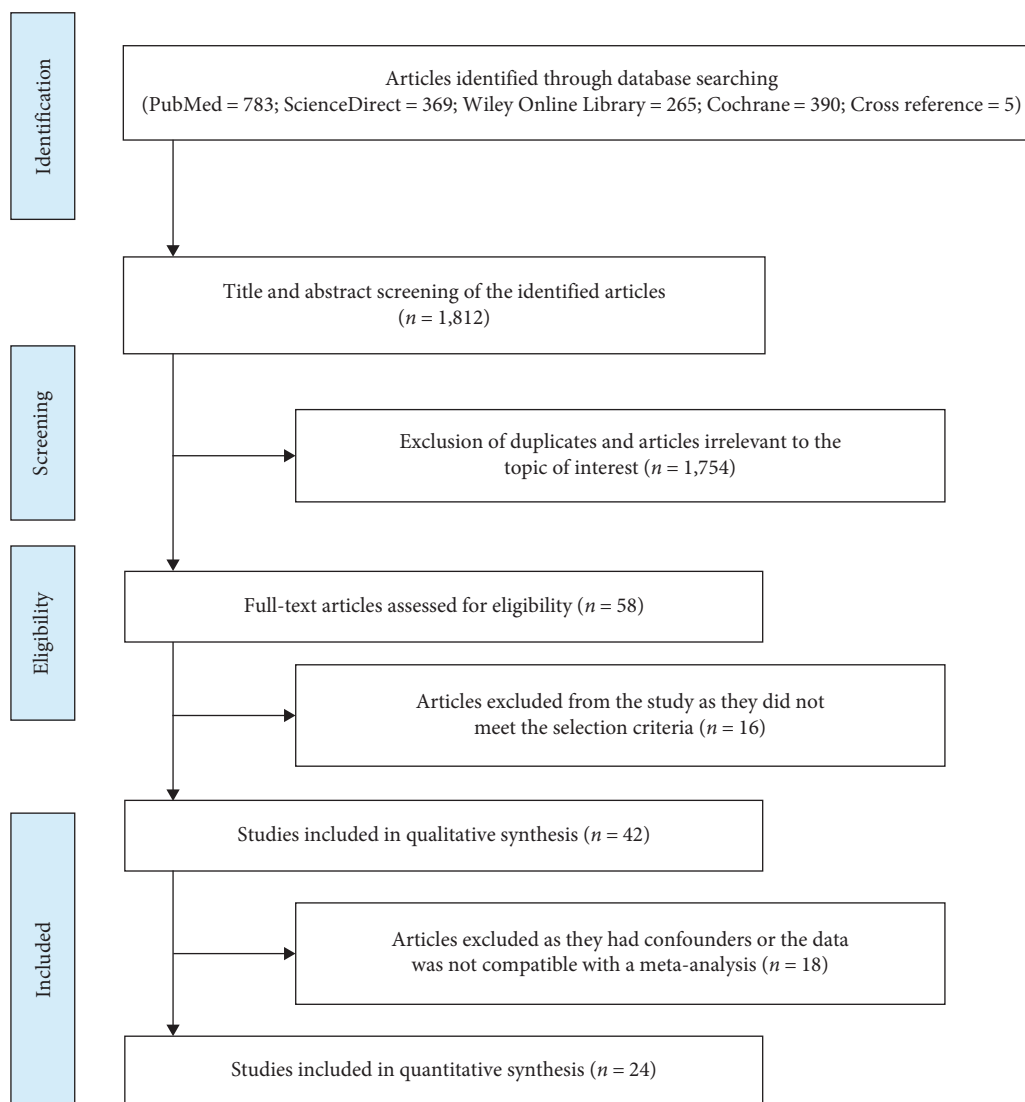 Identification
Articles identified through database searching
(PubMed = 783; ScienceDirect = 369; Wiley Online Library = 265; Cochrane = 390; Cross reference = 5)
Title and abstract screening of the identified articles
(n = 1,812)
Screening
Exclusion of duplicates and articles irrelevant to the
topic of interest (n = 1,754)
Eligibility
Full-text articles assessed for eligibility (n = 58)
Articles excluded from the study as they did not
meet the selection criteria (n = 16)
Included
Studies included in qualitative synthesis (n = 42)
Articles excluded as they had confounders or the data
was not compatible with a meta-analysis (n = 18)
Studies included in quantitative synthesis (n = 24)